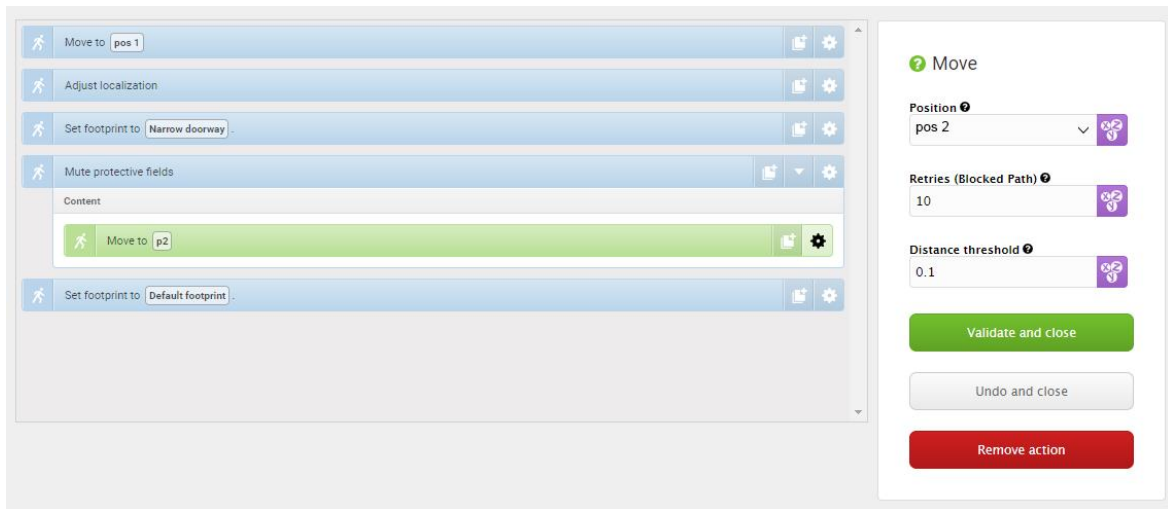 Move to pos 1
Adjust localization
Set footprint to Narrow doorway .
Mute protective fields
Content
Move to p2
Set footprint to Default footprint .
Move
Position
pos 2
Retries (Blocked Path)
10
Distance threshold
0.1
Validate and close
Undo and close
Remove action